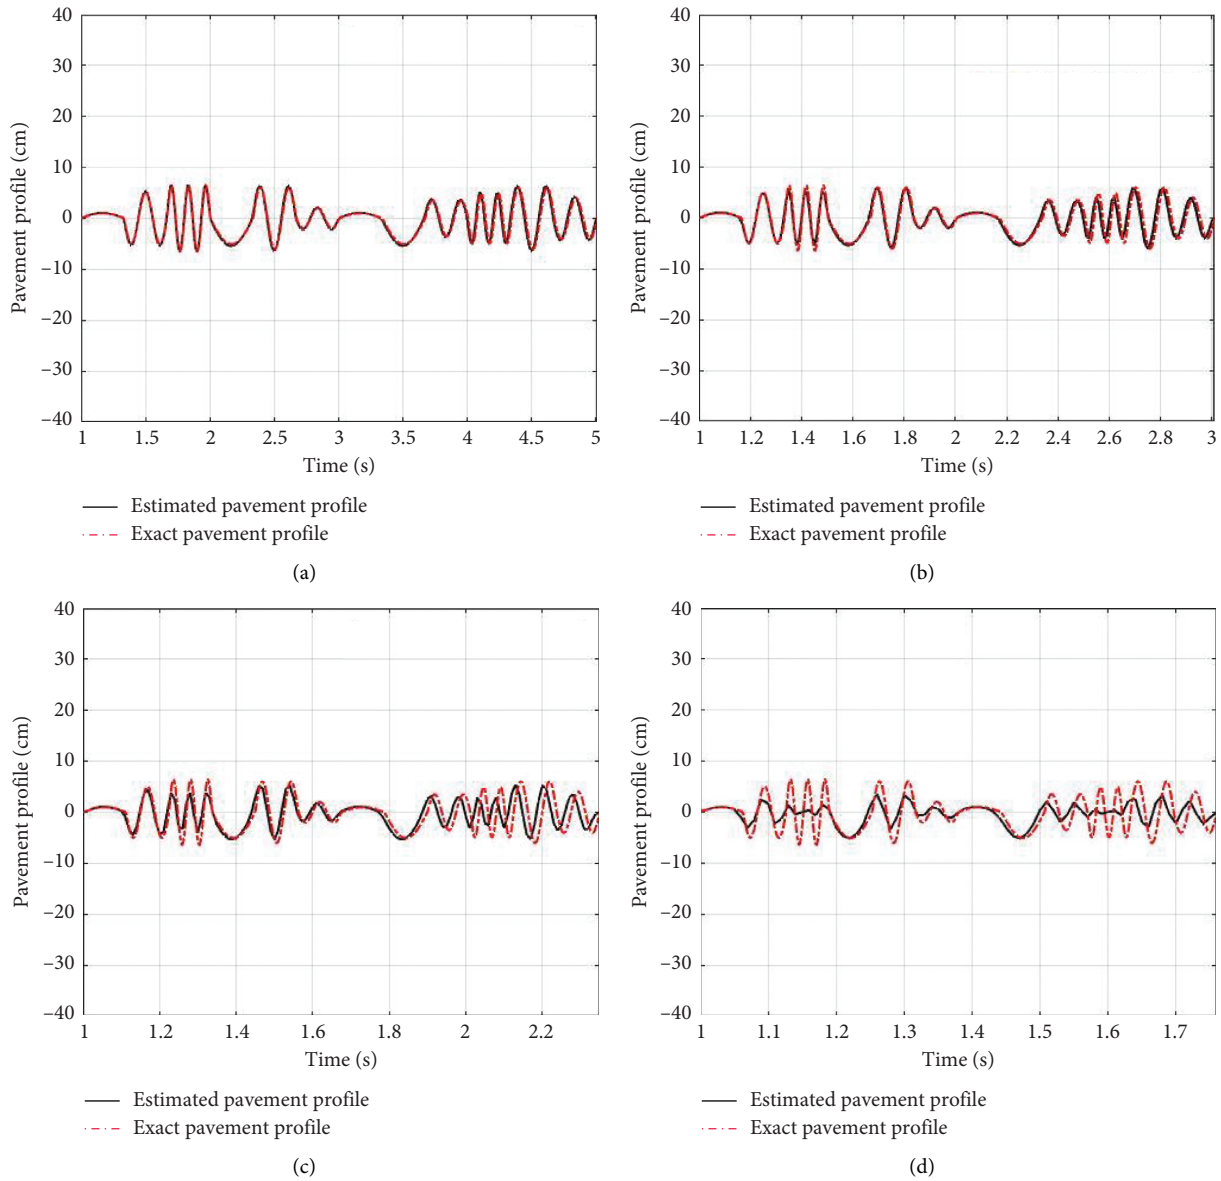 40
30
20
10
0
–10
–20
–30
–40
Pavement profile (cm)
1 1.5 2 2.5 3 3.5 4 4.5 5
Time (s)
Estimated pavement profile
Exact pavement profile
(a)
40
30
20
10
0
–10
–20
–30
–40
Pavement profile (cm)
1 1.2 1.4 1.6 1.8 2 2.2 2.4 2.6 2.8 3
Time (s)
Estimated pavement profile
Exact pavement profile
(b)
40
30
20
10
0
–10
–20
–30
–40
Pavement profile (cm)
1 1.2 1.4 1.6 1.8 2 2.2
Time (s)
Estimated pavement profile
Exact pavement profile
(c)
40
30
20
10
0
–10
–20
–30
–40
Pavement profile (cm)
1 1.1 1.2 1.3 1.4 1.5 1.6 1.7
Time (s)
Estimated pavement profile
Exact pavement profile
(d)